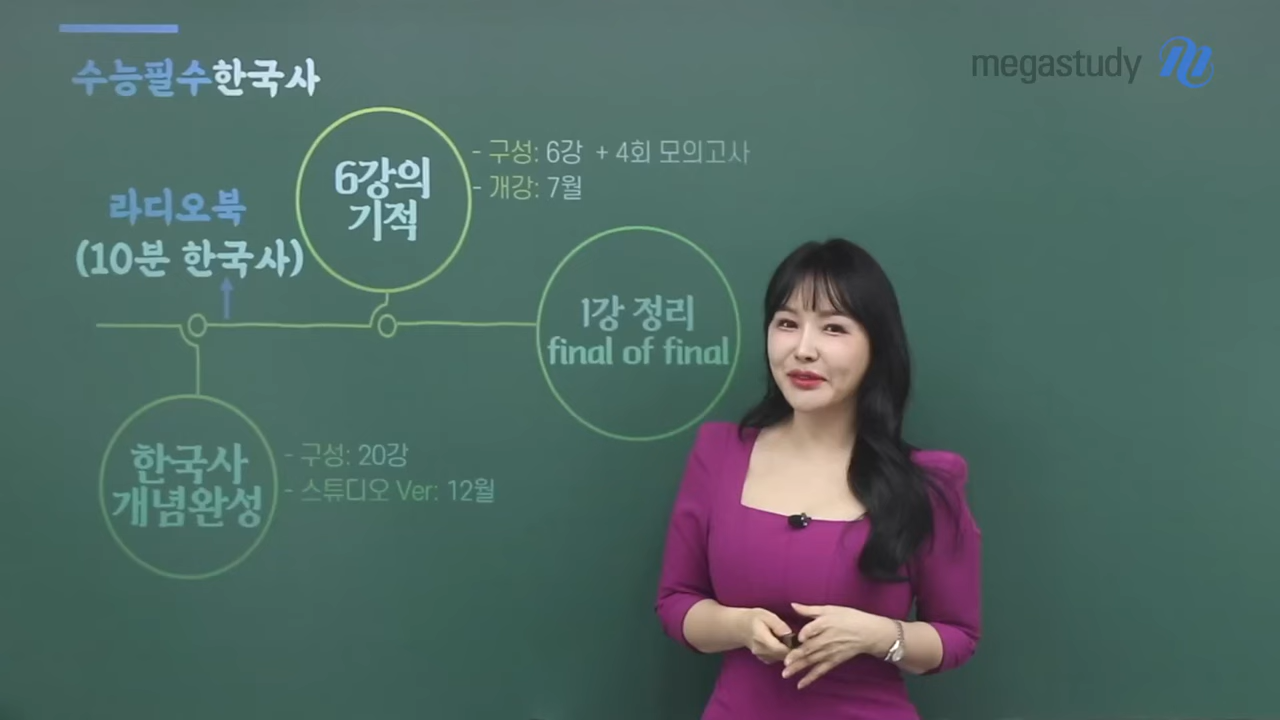 수능필수한국사
megastudy
6강의
기적
- 구성: 6강 + 4회 모의고사
- 개강: 7월
라디오북
(10분 한국사)
1강 정리
final of final
한국사
개념완성
- 구성: 20강
- 스튜디오 Ver: 12월